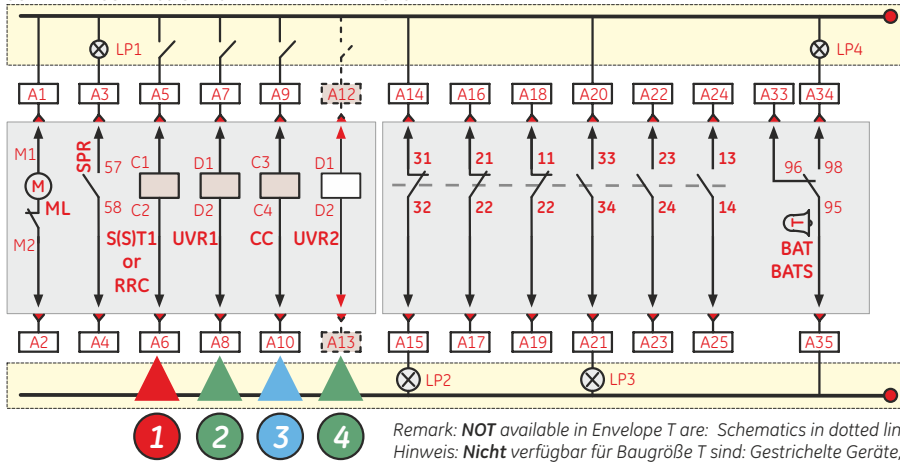 LP1 LP4
A1 A3 A5 A7 A9 A12 A14 A16 A18 A20 A22 A24 A33 A34
M1 SPR 57 C1 D1 C3 D1 31 21 11 33 23 13 96 98
M ML
58 C2 D2 C4 D2 32 22 22 34 24 14 95
M2 S(S)T1 UVR1 CC UVR2 T
or BAT
RRC BATS
A2 A4 A6 A8 A10 A13 A15 A17 A19 A21 A23 A25 A35
LP2 LP3
1 2 3 4
Remark: NOT available in Envelope T are: Schematics in dotted lin
Hinweis: Nicht verfügbar für Baugröße T sind: Gestrichelte Geräte,